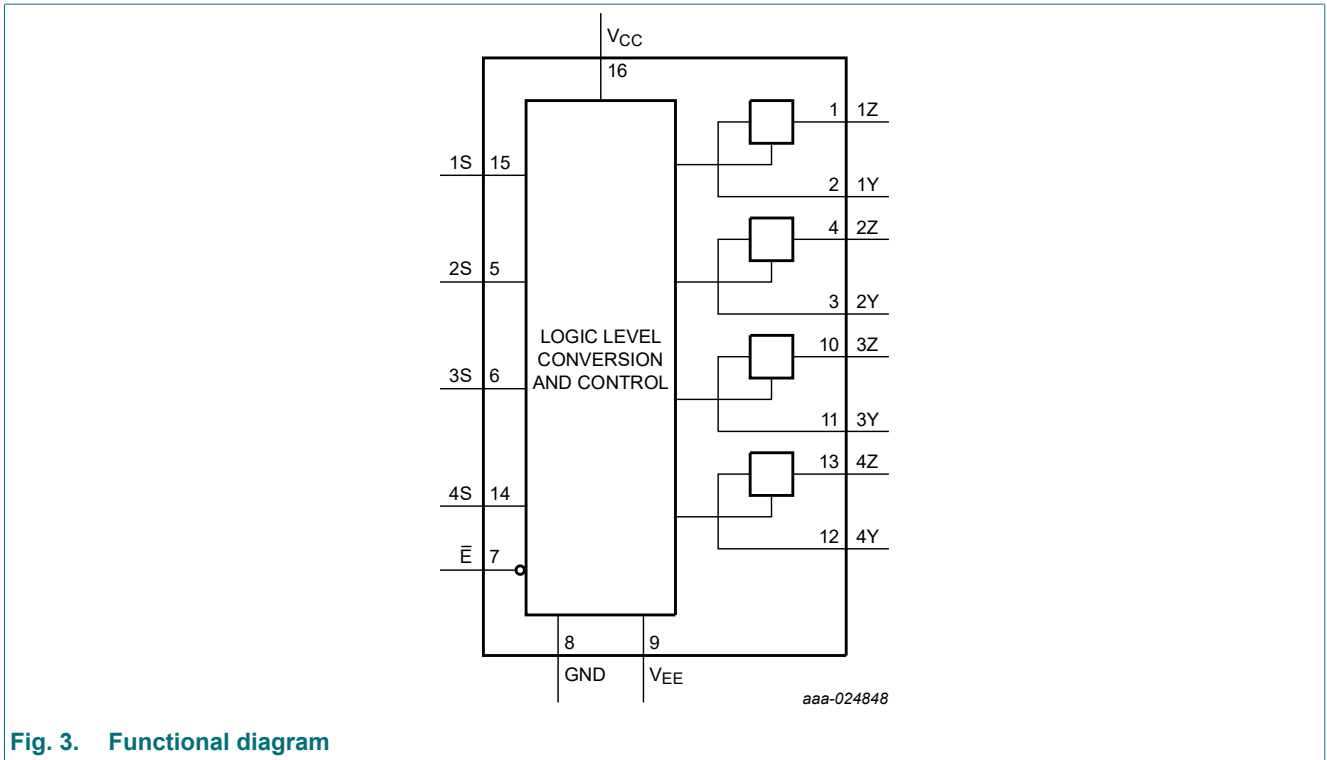 VCC
16
1 1Z
1S 15
2 1Y
4 2Z
2S 5
3 2Y
LOGIC LEVEL
CONVERSION
AND CONTROL
10 3Z
3S 6
11 3Y
13 4Z
4S 14
12 4Y
E̅ 7
8 9
GND VEE
aaa-024848
Fig. 3. Functional diagram